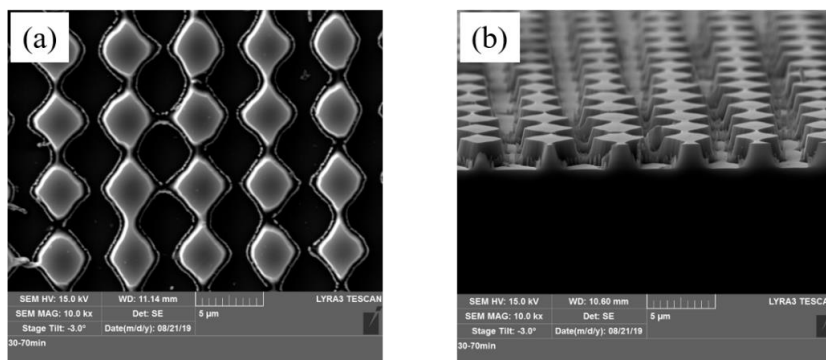 (a)
SEM HV: 15.0 kV WD: 11.14 mm LYRA3 TESCAN
SEM MAG: 10.0 kx Det: SE 5 µm
Stage Tilt: -3.0° Date(m/d/y): 08/21/19
30-70min
(b)
SEM HV: 15.0 kV WD: 10.60 mm LYRA3 TESCAN
SEM MAG: 10.0 kx Det: SE 5 µm
Stage Tilt: -3.0° Date(m/d/y): 08/21/19
30-70min